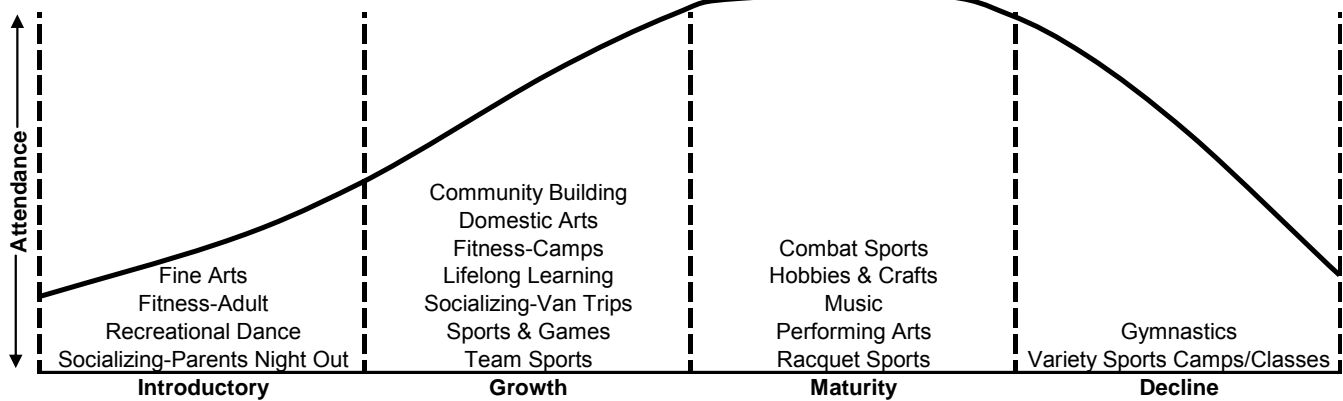 Attendance
Fine Arts
Fitness-Adult
Recreational Dance
Socializing-Parents Night Out
Introductory
Community Building
Domestic Arts
Fitness-Camps
Lifelong Learning
Socializing-Van Trips
Sports & Games
Team Sports
Growth
Combat Sports
Hobbies & Crafts
Music
Performing Arts
Racquet Sports
Maturity
Gymnastics
Variety Sports Camps/Classes
Decline